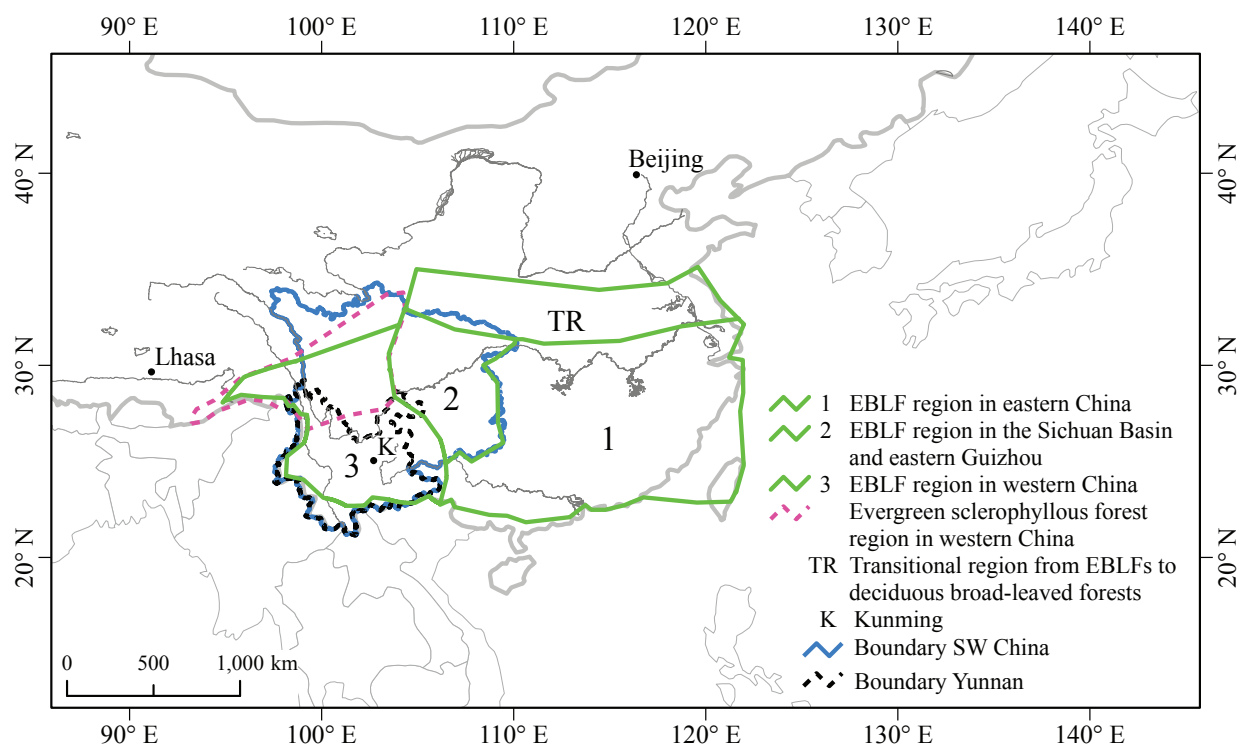 90° E 100° E 110° E 120° E 130° E 140° E
40° N
40° N
Beijing
TR
Lhasa
30° N
30° N
2
1
3
K
1 EBLF region in eastern China
2 EBLF region in the Sichuan Basin
and eastern Guizhou
3 EBLF region in western China
Evergreen sclerophyllous forest
region in western China
TR Transitional region from EBLFs to
deciduous broad-leaved forests
K Kunming
Boundary SW China
Boundary Yunnan
20° N
20° N
0 500 1,000 km
90° E 100° E 110° E 120° E 130° E 140° E